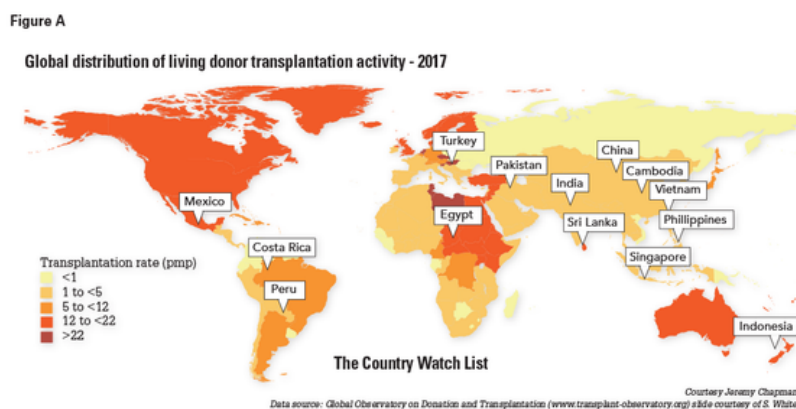 Figure A
Global distribution of living donor transplantation activity - 2017
Turkey
China
Pakistan
Cambodia
India
Vietnam
Mexico
Egypt
Sri Lanka
Phillippines
Costa Rica
Singapore
Transplantation rate (pmp)
<1
1 to <5
5 to <12
12 to <22
>22
Peru
Indonesia
The Country Watch List
Courtesy Jeremy Chapman
Data source: Global Observatory on Donation and Transplantation (www.transplant-observatory.org) slide courtesy of S. White